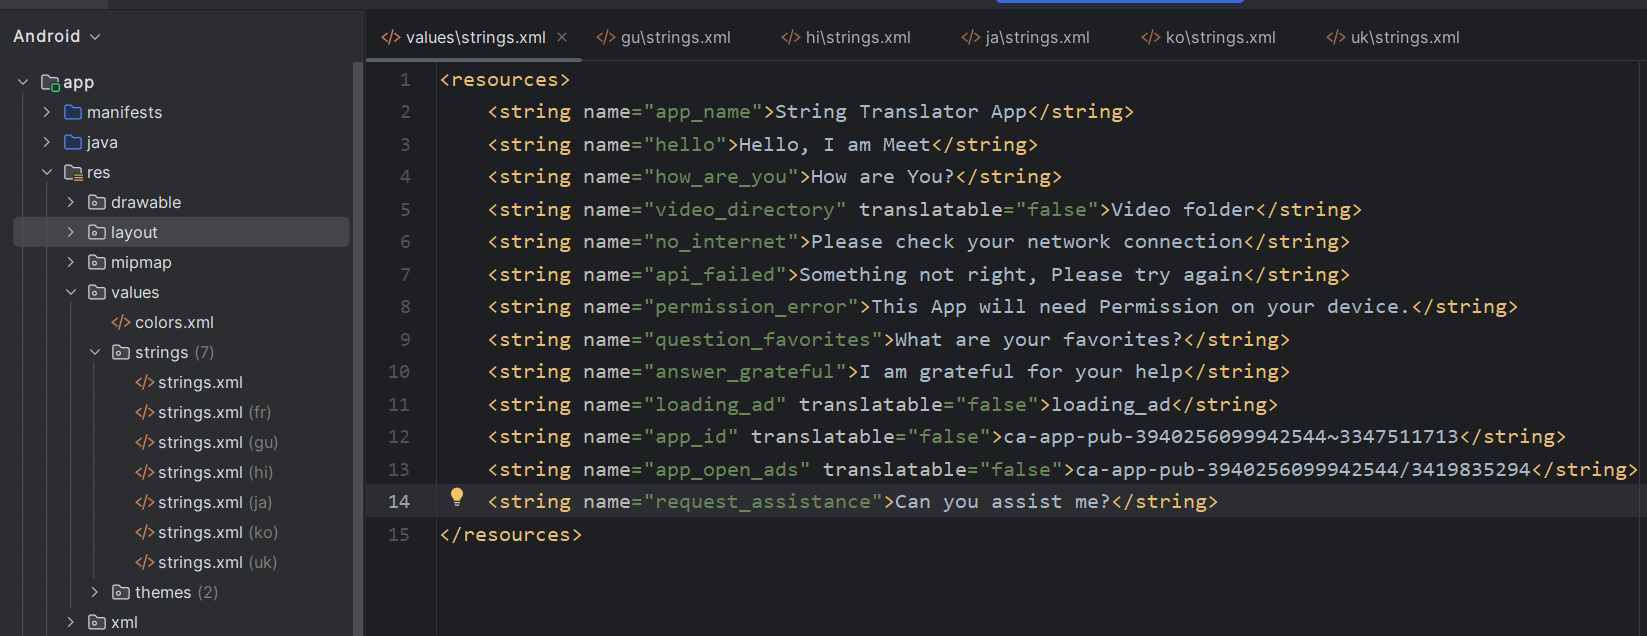 Android
app
manifests
java
res
drawable
layout
mipmap
values
colors.xml
strings (7)
strings.xml
strings.xml (fr)
strings.xml (gu)
strings.xml (hi)
strings.xml (ja)
strings.xml (ko)
strings.xml (uk)
themes (2)
xml
values\strings.xml gu\strings.xml hi\strings.xml ja\strings.xml ko\strings.xml uk\strings.xml
1 <resources>
2 <string name="app_name">String Translator App</string>
3 <string name="hello">Hello, I am Meet</string>
4 <string name="how_are_you">How are You?</string>
5 <string name="video_directory" translatable="false">Video folder</string>
6 <string name="no_internet">Please check your network connection</string>
7 <string name="api_failed">Something not right, Please try again</string>
8 <string name="permission_error">This App will need Permission on your device.</string>
9 <string name="question_favorites">What are your favorites?</string>
10 <string name="answer_grateful">I am grateful for your help</string>
11 <string name="loading_ad" translatable="false">loading_ad</string>
12 <string name="app_id" translatable="false">ca-app-pub-3940256099942544~3347511713</string>
13 <string name="app_open_ads" translatable="false">ca-app-pub-3940256099942544/3419835294</string>
14 <string name="request_assistance">Can you assist me?</string>
15 </resources>